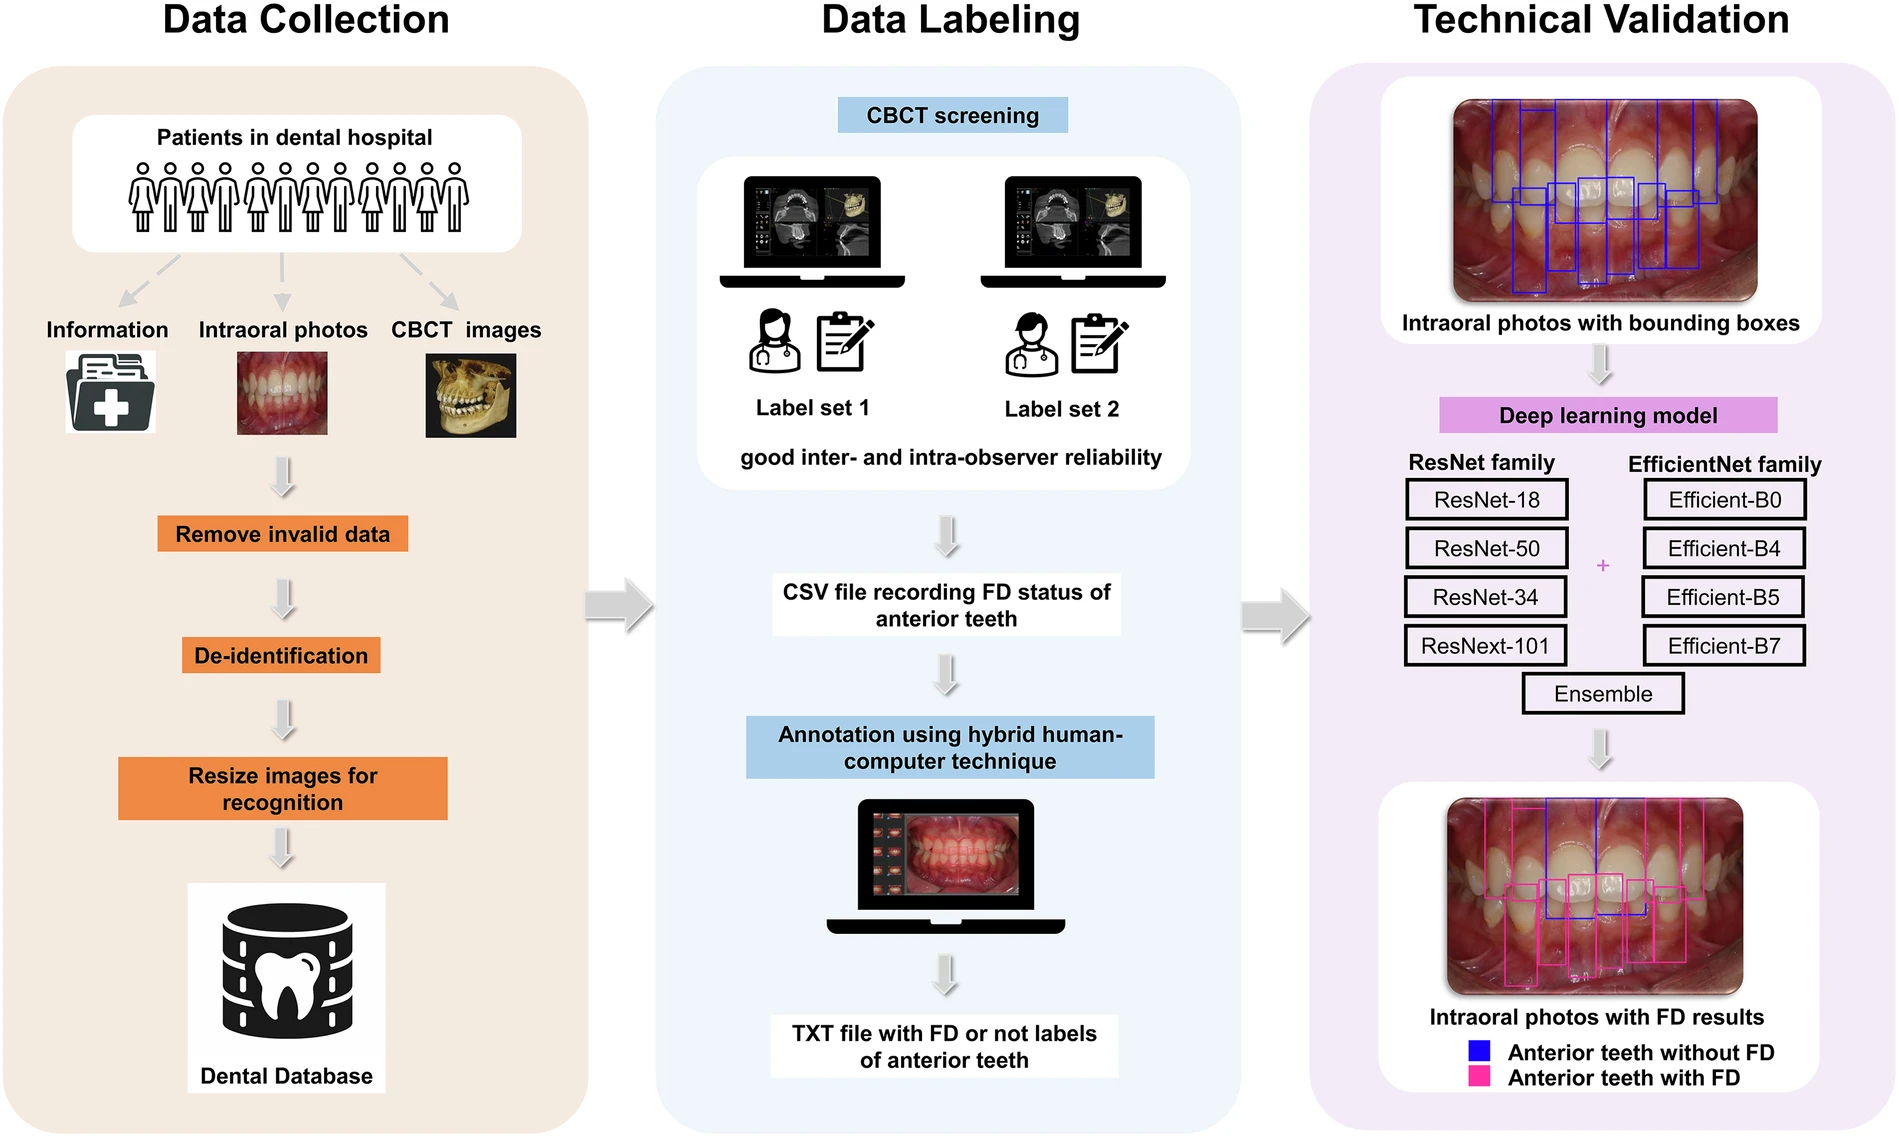 Data Collection
Patients in dental hospital
Information
Intraoral photos
CBCT images
Remove invalid data
De-identification
Resize images for
recognition
Dental Database
Data Labeling
CBCT screening
Label set 1
Label set 2
good inter- and intra-observer reliability
CSV file recording FD status of
anterior teeth
Annotation using hybrid human-
computer technique
TXT file with FD or not labels
of anterior teeth
Technical Validation
Intraoral photos with bounding boxes
Deep learning model
ResNet family
ResNet-18
ResNet-50
ResNet-34
ResNext-101
+
EfficientNet family
Efficient-B0
Efficient-B4
Efficient-B5
Efficient-B7
Ensemble
Intraoral photos with FD results
Anterior teeth without FD
Anterior teeth with FD